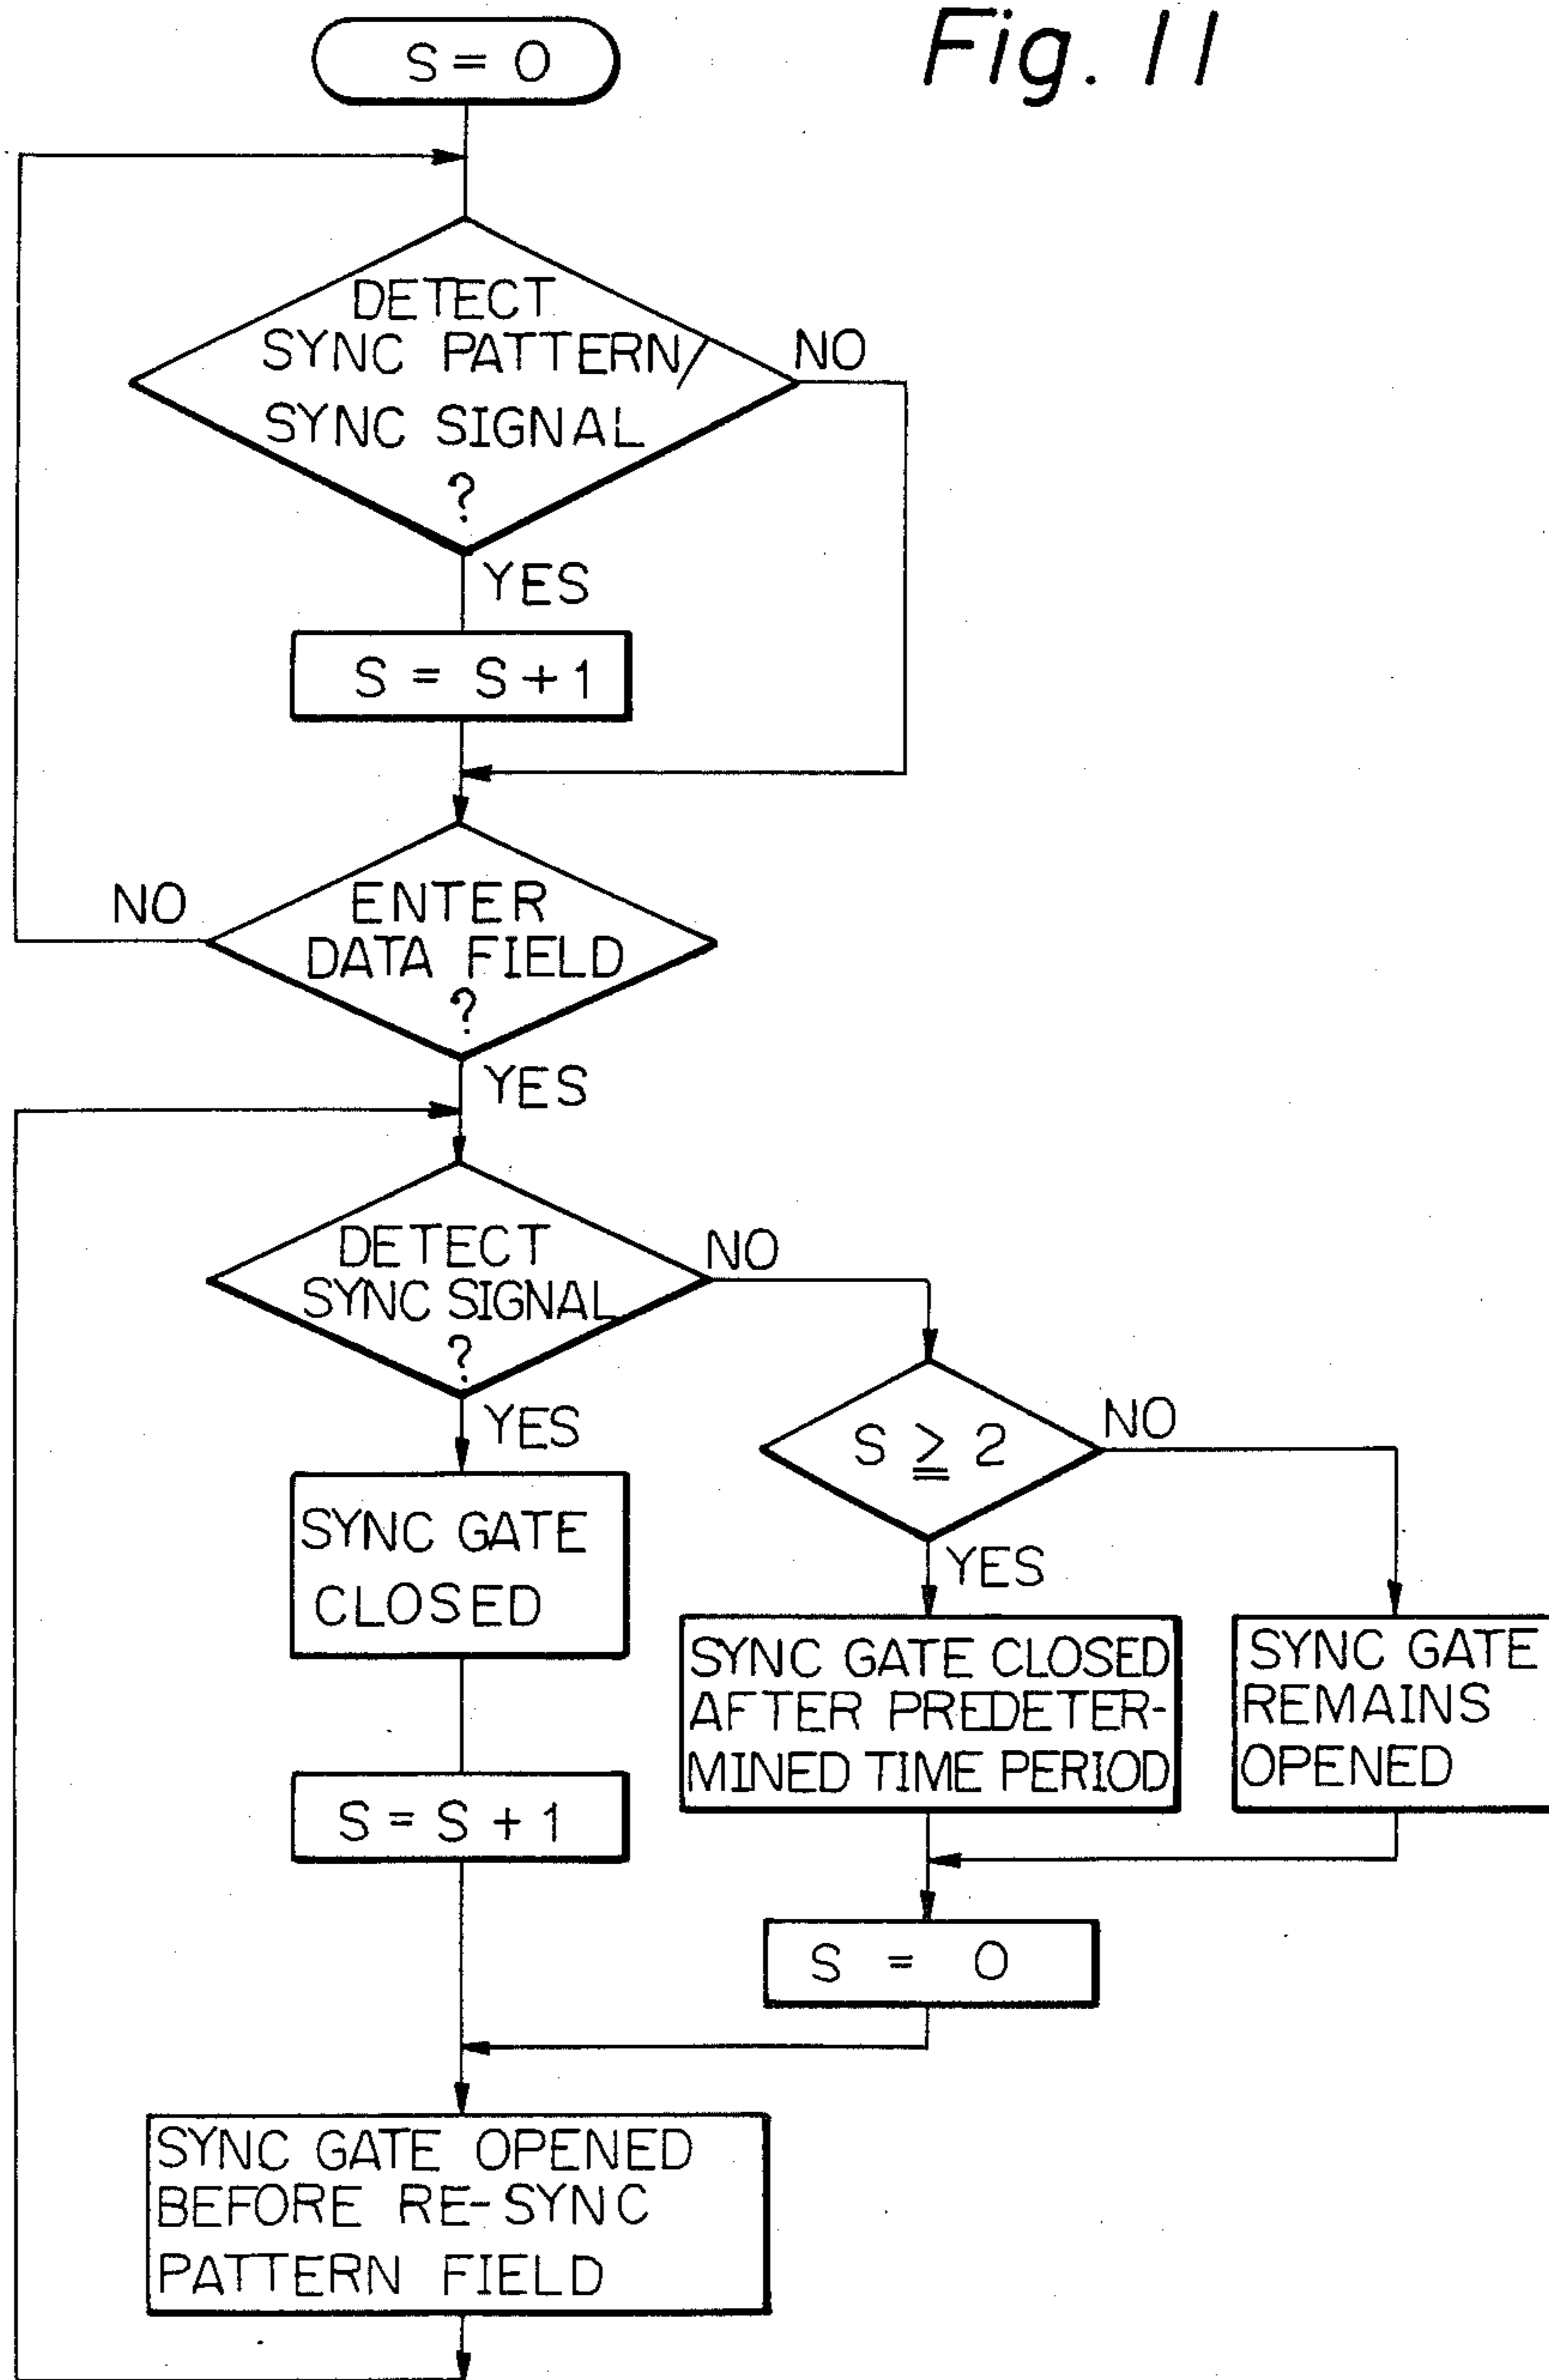 Fig. 11
S = 0
DETECT
SYNC PATTERN/
SYNC SIGNAL
?
NO
YES
S = S + 1
NO
ENTER
DATA FIELD
?
YES
DETECT
SYNC SIGNAL
?
NO
YES
S ≧ 2
NO
YES
SYNC GATE
CLOSED
SYNC GATE CLOSED
AFTER PREDETER-
MINED TIME PERIOD
SYNC GATE
REMAINS
OPENED
S = S + 1
S = 0
SYNC GATE OPENED
BEFORE RE-SYNC
PATTERN FIELD